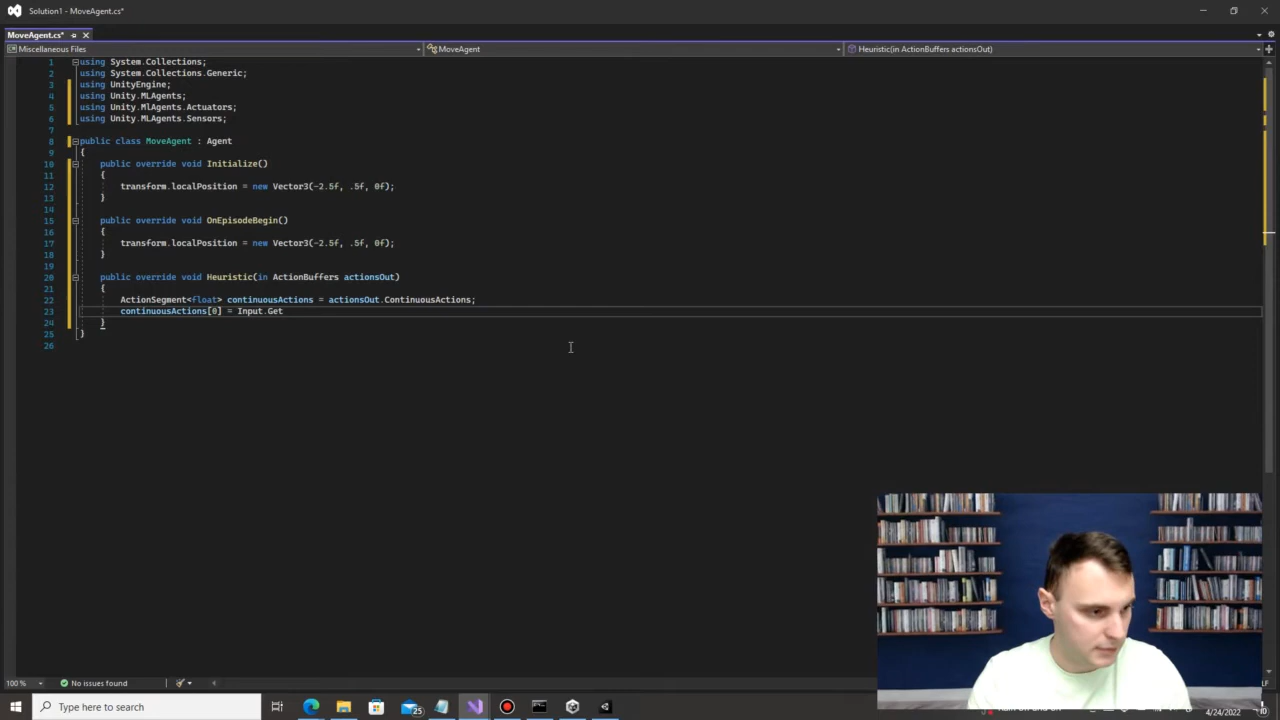 Solution1 - MoveAgent.cs*
MoveAgent.cs*
Miscellaneous Files
MoveAgent
Heuristic(in ActionBuffers actionsOut)
1 using System.Collections;
2 using System.Collections.Generic;
3 using UnityEngine;
4 using Unity.MLAgents;
5 using Unity.MlAgents.Actuators;
6 using Unity.MLAgents.Sensors;
7
8 public class MoveAgent : Agent
9 {
10 public override void Initialize()
11 {
12 transform.localPosition = new Vector3(-2.5f, .5f, 0f);
13 }
14
15 public override void OnEpisodeBegin()
16 {
17 transform.localPosition = new Vector3(-2.5f, .5f, 0f);
18 }
19
20 public override void Heuristic(in ActionBuffers actionsOut)
21 {
22 ActionSegment<float> continuousActions = actionsOut.ContinuousActions;
23 continuousActions[0] = Input.Get
24 }
25 }
26
100 %
No issues found
LF
Type here to search
25
4/24/2022